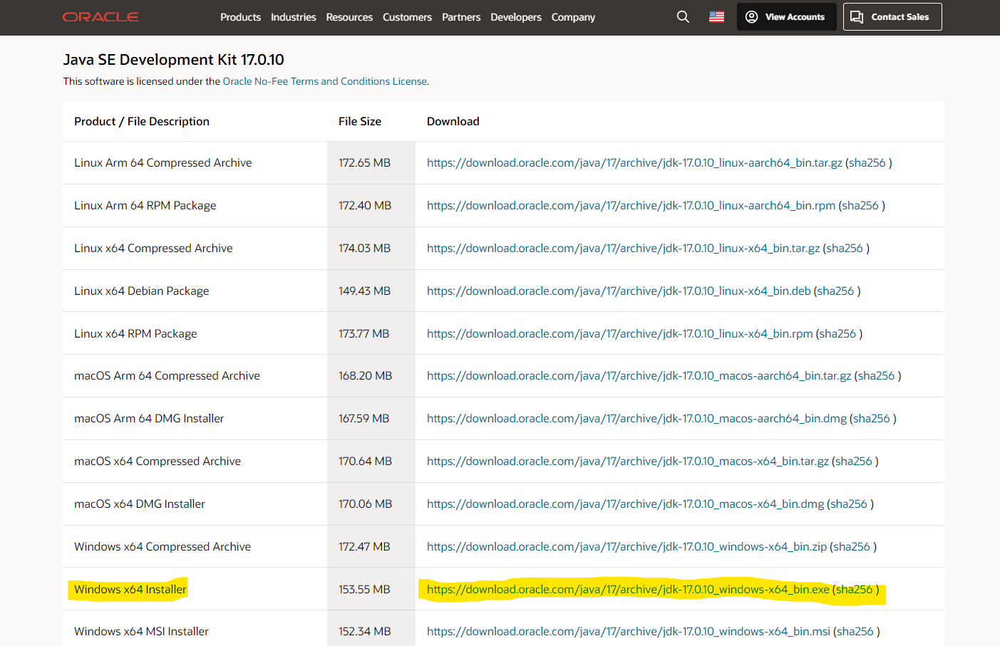 ORACLE Products Industries Resources Customers Partners Developers Company View Accounts Contact Sales
Java SE Development Kit 17.0.10
This software is licensed under the Oracle No-Fee Terms and Conditions License.
Product / File Description File Size Download
Linux Arm 64 Compressed Archive 172.65 MB https://download.oracle.com/java/17/archive/jdk-17.0.10_linux-aarch64_bin.tar.gz (sha256 )
Linux Arm 64 RPM Package 172.40 MB https://download.oracle.com/java/17/archive/jdk-17.0.10_linux-aarch64_bin.rpm (sha256 )
Linux x64 Compressed Archive 174.03 MB https://download.oracle.com/java/17/archive/jdk-17.0.10_linux-x64_bin.tar.gz (sha256 )
Linux x64 Debian Package 149.43 MB https://download.oracle.com/java/17/archive/jdk-17.0.10_linux-x64_bin.deb (sha256 )
Linux x64 RPM Package 173.77 MB https://download.oracle.com/java/17/archive/jdk-17.0.10_linux-x64_bin.rpm (sha256 )
macOS Arm 64 Compressed Archive 168.20 MB https://download.oracle.com/java/17/archive/jdk-17.0.10_macos-aarch64_bin.tar.gz (sha256 )
macOS Arm 64 DMG Installer 167.59 MB https://download.oracle.com/java/17/archive/jdk-17.0.10_macos-aarch64_bin.dmg (sha256 )
macOS x64 Compressed Archive 170.64 MB https://download.oracle.com/java/17/archive/jdk-17.0.10_macos-x64_bin.tar.gz (sha256 )
macOS x64 DMG Installer 170.06 MB https://download.oracle.com/java/17/archive/jdk-17.0.10_macos-x64_bin.dmg (sha256 )
Windows x64 Compressed Archive 172.47 MB https://download.oracle.com/java/17/archive/jdk-17.0.10_windows-x64_bin.zip (sha256 )
Windows x64 Installer 153.55 MB https://download.oracle.com/java/17/archive/jdk-17.0.10_windows-x64_bin.exe (sha256 )
Windows x64 MSI Installer 152.34 MB https://download.oracle.com/java/17/archive/jdk-17.0.10_windows-x64_bin.msi (sha256 )